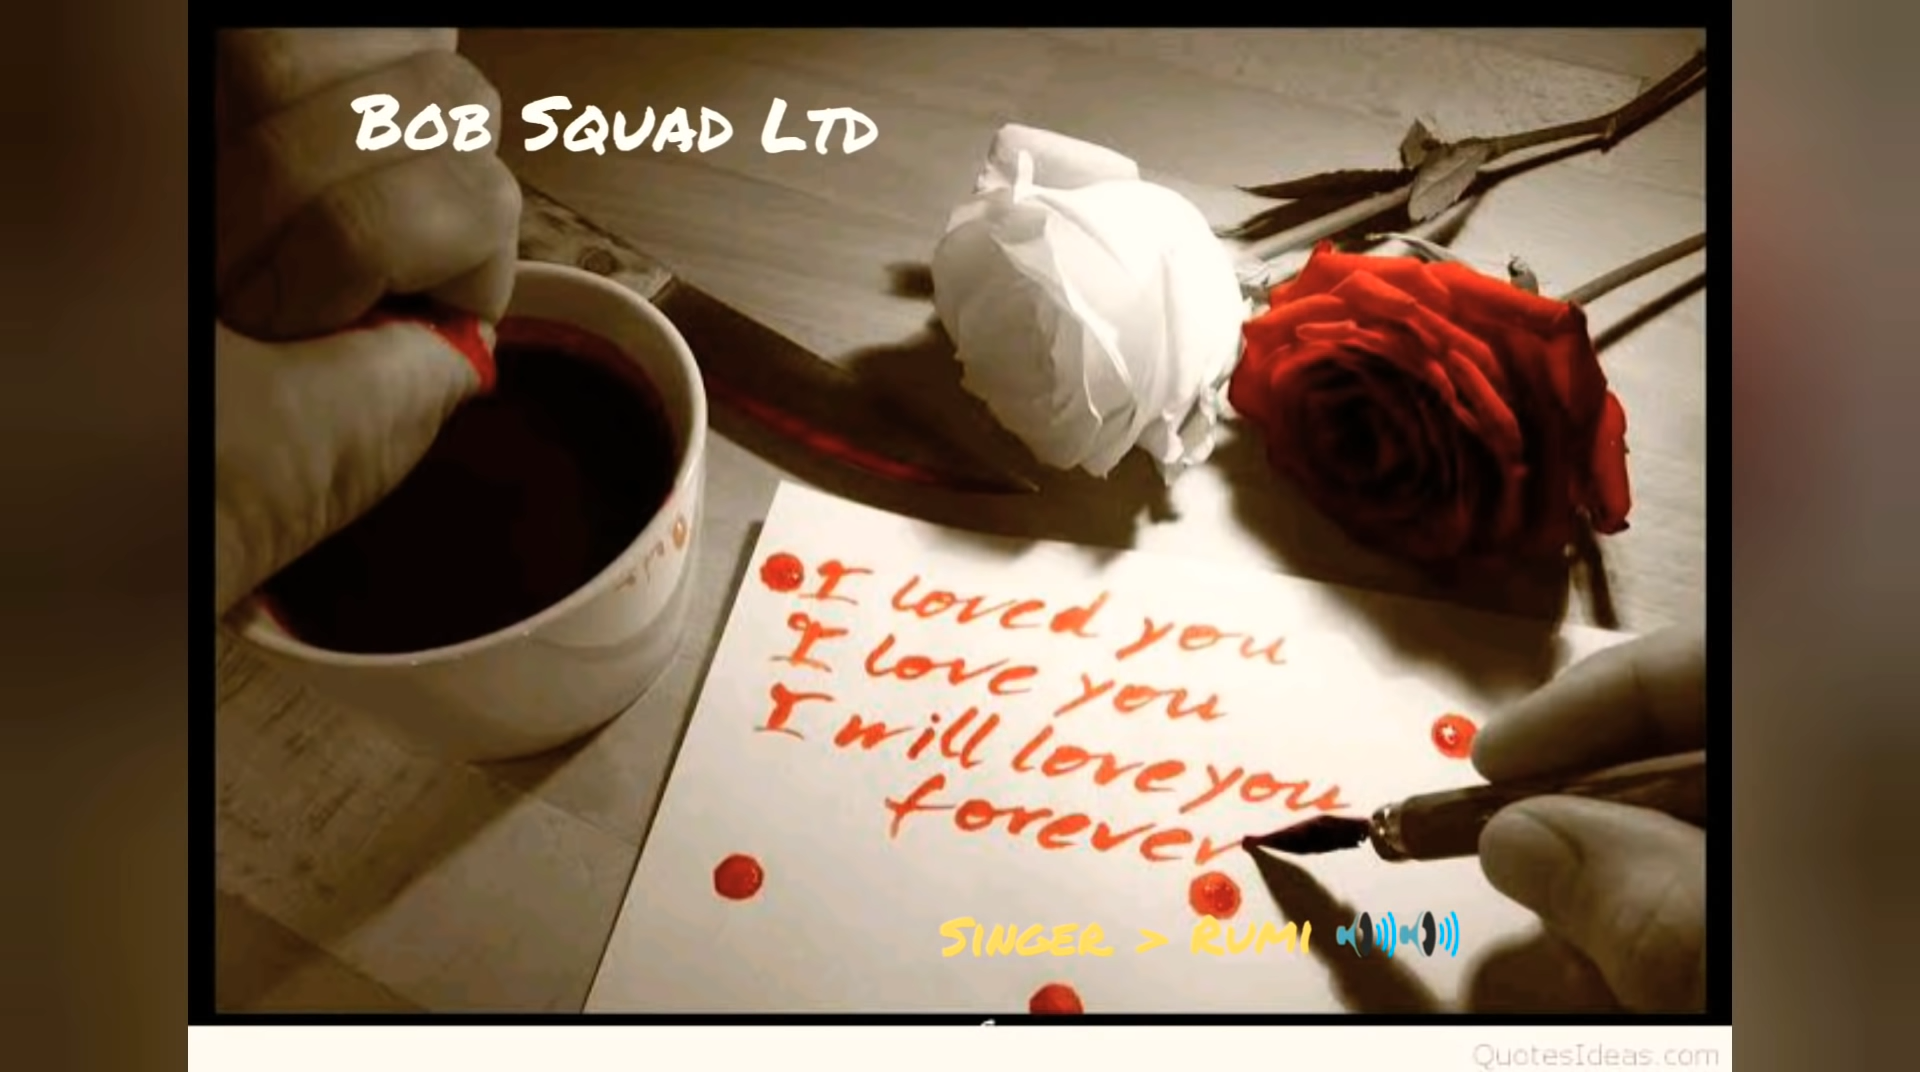 Bob Squad Ltd
I loved you
I love you
I will love you
forever
Singer > Rumi 🔊🔊
QuotesIdeas.com